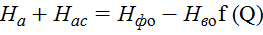 Hа + Hас = Hфо − Hво f (Q)